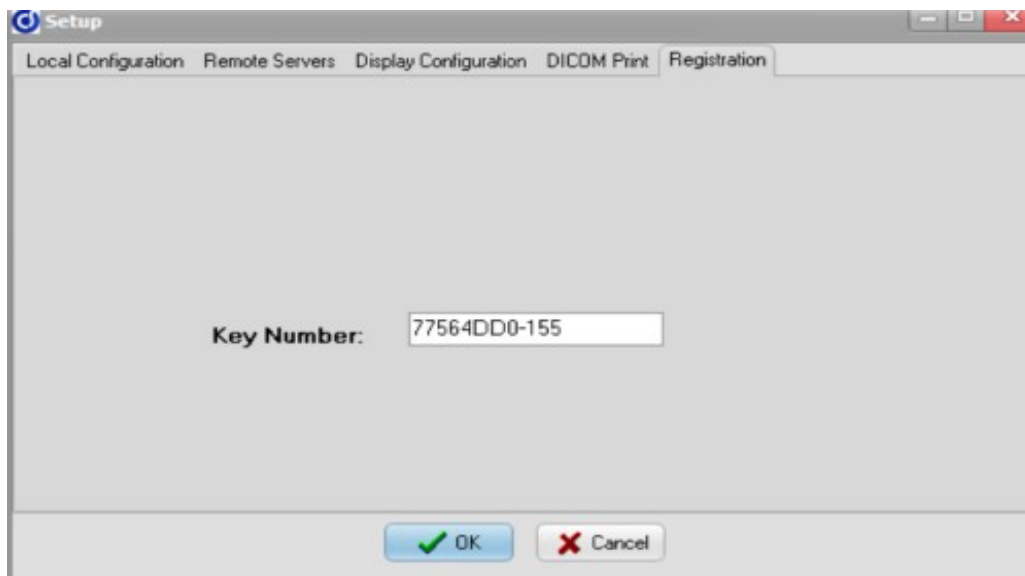 Setup
Local Configuration Remote Servers Display Configuration DICOM Print Registration
Key Number: 77564DD0-155
OK Cancel